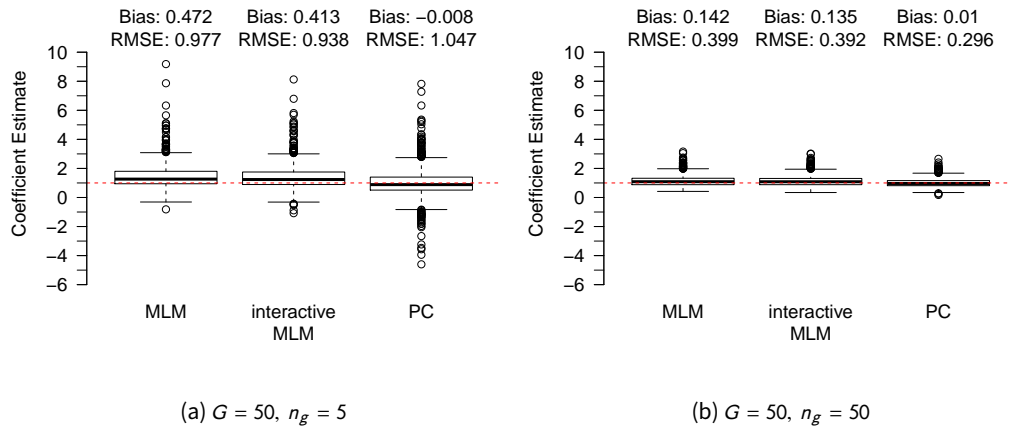 Bias: 0.472 Bias: 0.413 Bias: −0.008
RMSE: 0.977 RMSE: 0.938 RMSE: 1.047
10
8
6
4
2
0
−2
−4
−6
Coefficient Estimate
MLM interactive MLM PC
(a) G = 50, n_g = 5
Bias: 0.142 Bias: 0.135 Bias: 0.01
RMSE: 0.399 RMSE: 0.392 RMSE: 0.296
10
8
6
4
2
0
−2
−4
−6
Coefficient Estimate
MLM interactive MLM PC
(b) G = 50, n_g = 50